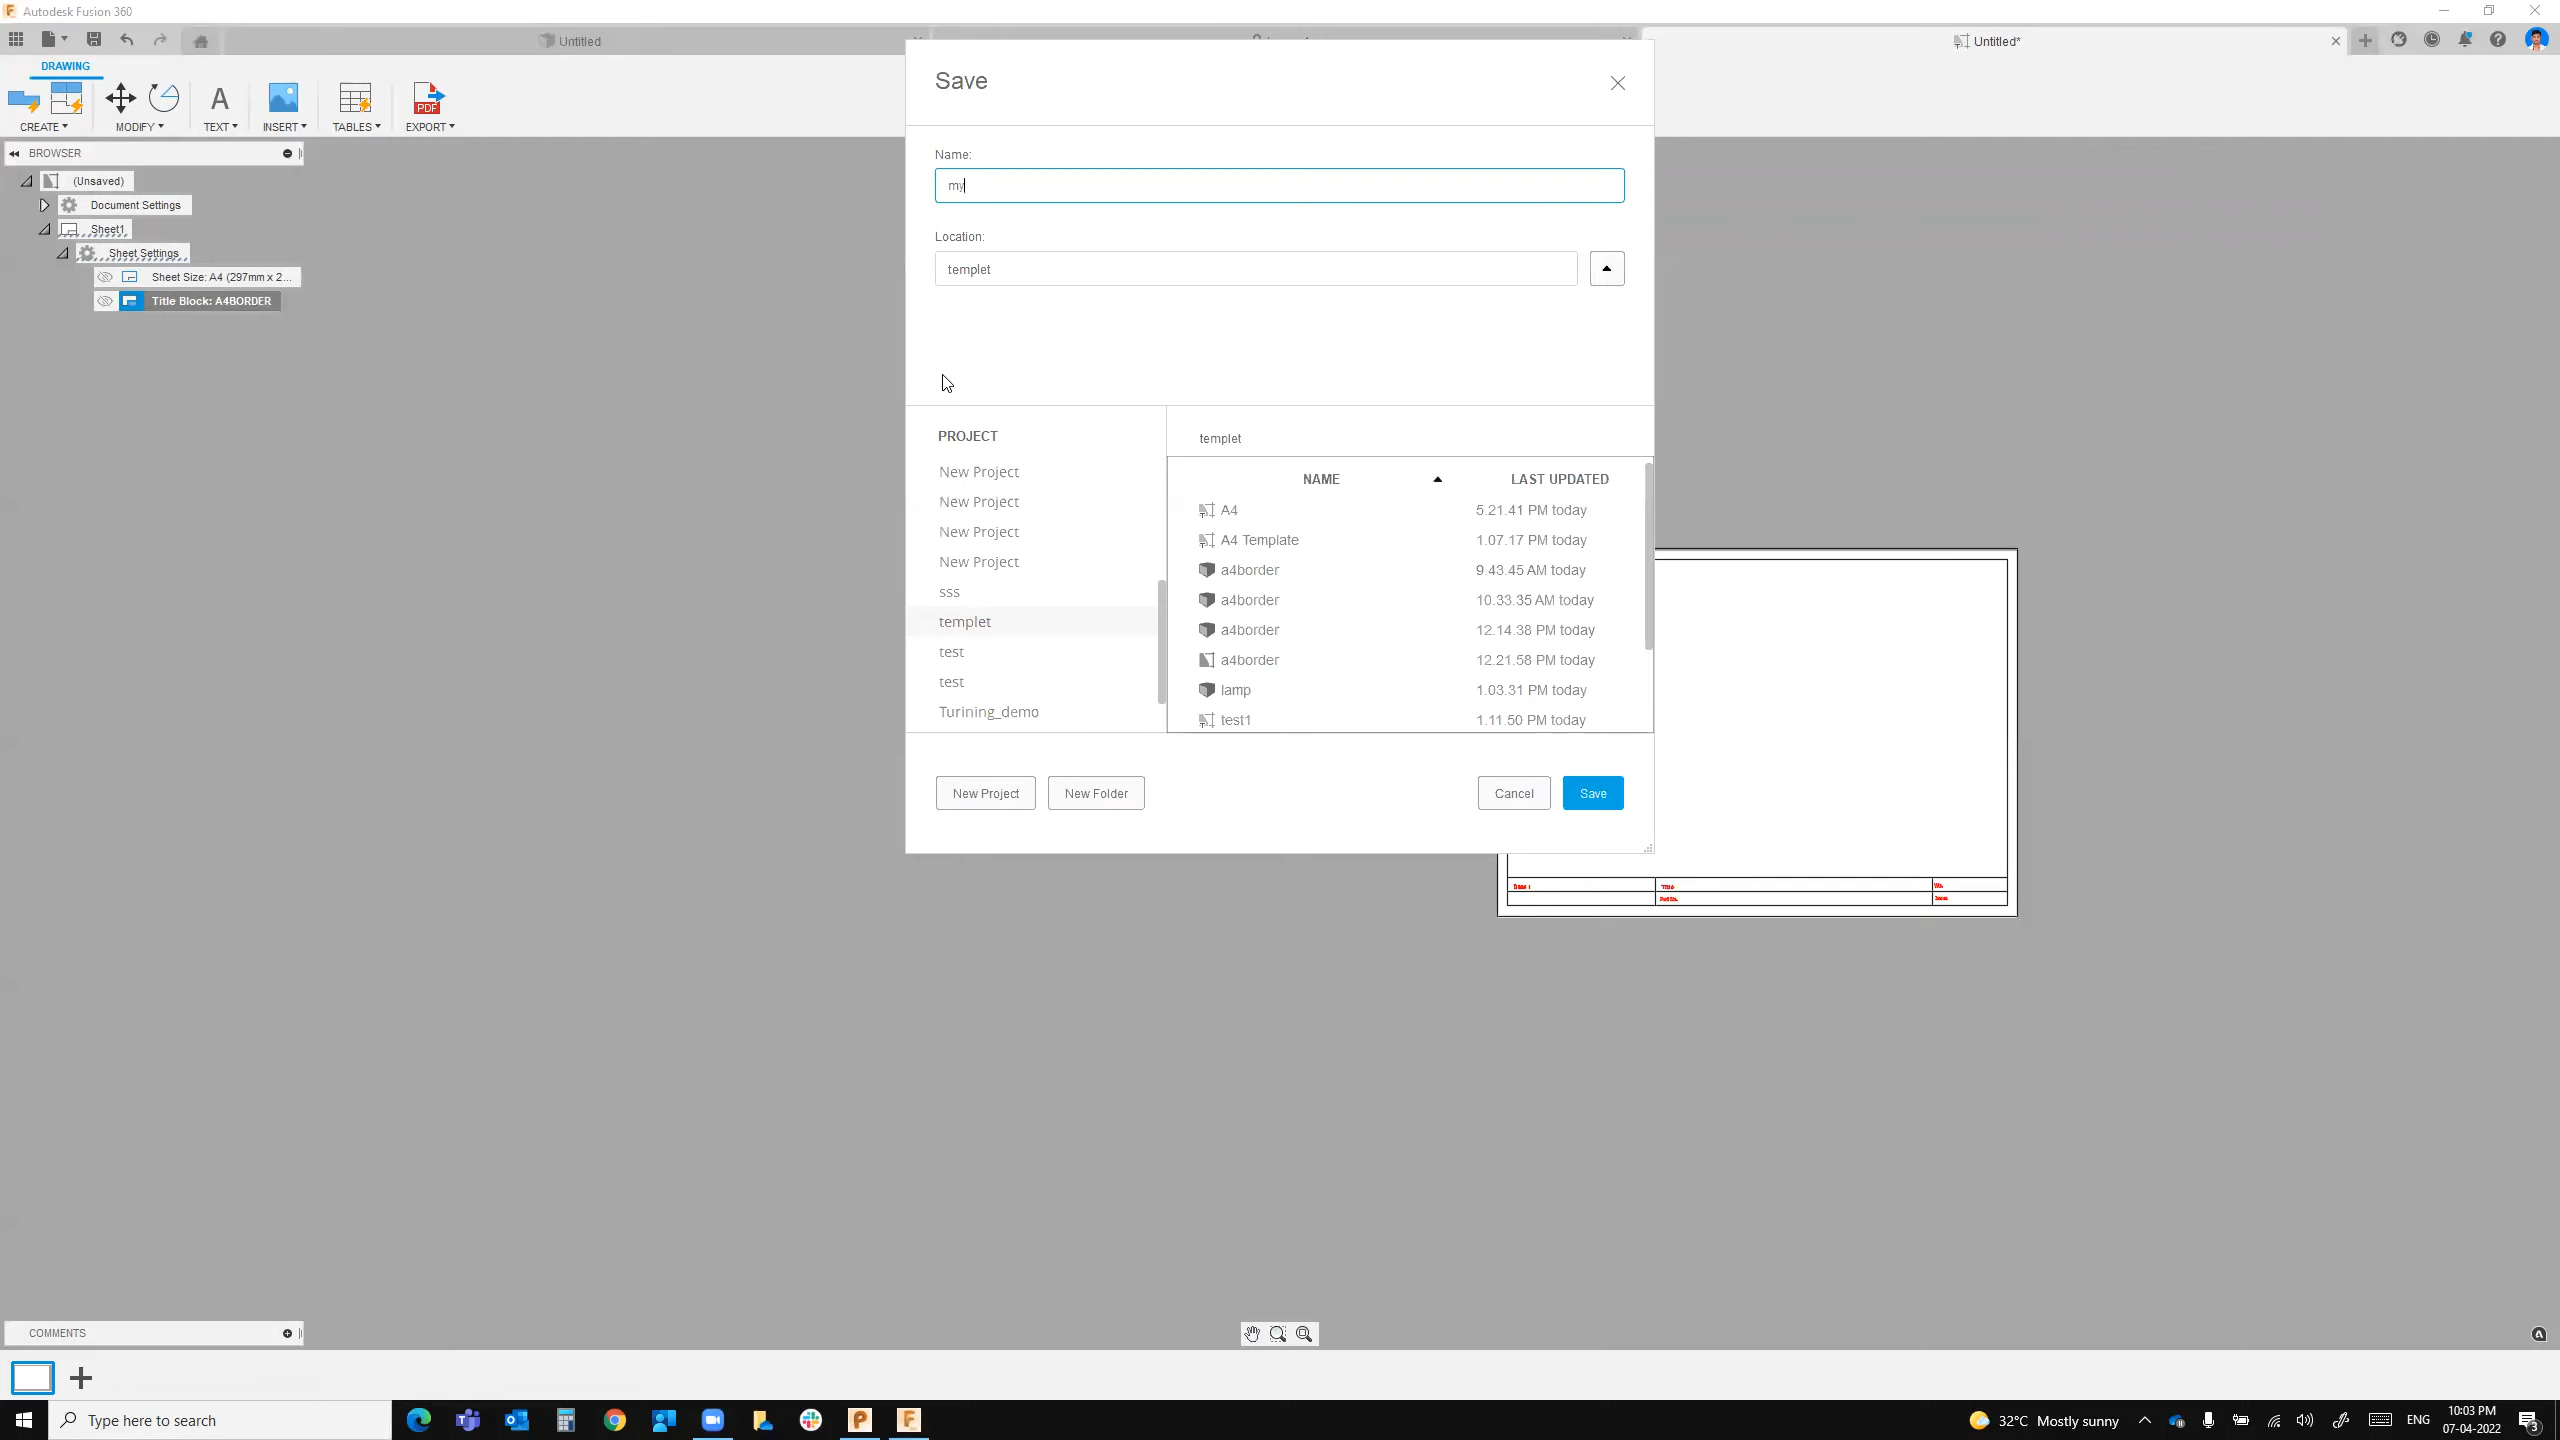 Autodesk Fusion 360
Untitled
Untitled*
DRAWING
CREATE
MODIFY
TEXT
INSERT
TABLES
PDF
EXPORT
BROWSER
(Unsaved)
Document Settings
Sheet1
Sheet Settings
Sheet Size: A4 (297mm x 2...
Title Block: A4BORDER
Save
Name:
my
Location:
templet
PROJECT
New Project
New Project
New Project
New Project
sss
templet
test
test
Turining_demo
templet
NAME LAST UPDATED
A4 5.21.41 PM today
A4 Template 1.07.17 PM today
a4border 9.43.45 AM today
a4border 10.33.35 AM today
a4border 12.14.38 PM today
a4border 12.21.58 PM today
lamp 1.03.31 PM today
test1 1.11.50 PM today
New Project
New Folder
Cancel
Save
Title
Part No.
COMMENTS
Type here to search
32°C Mostly sunny
ENG
10:03 PM
07-04-2022
3